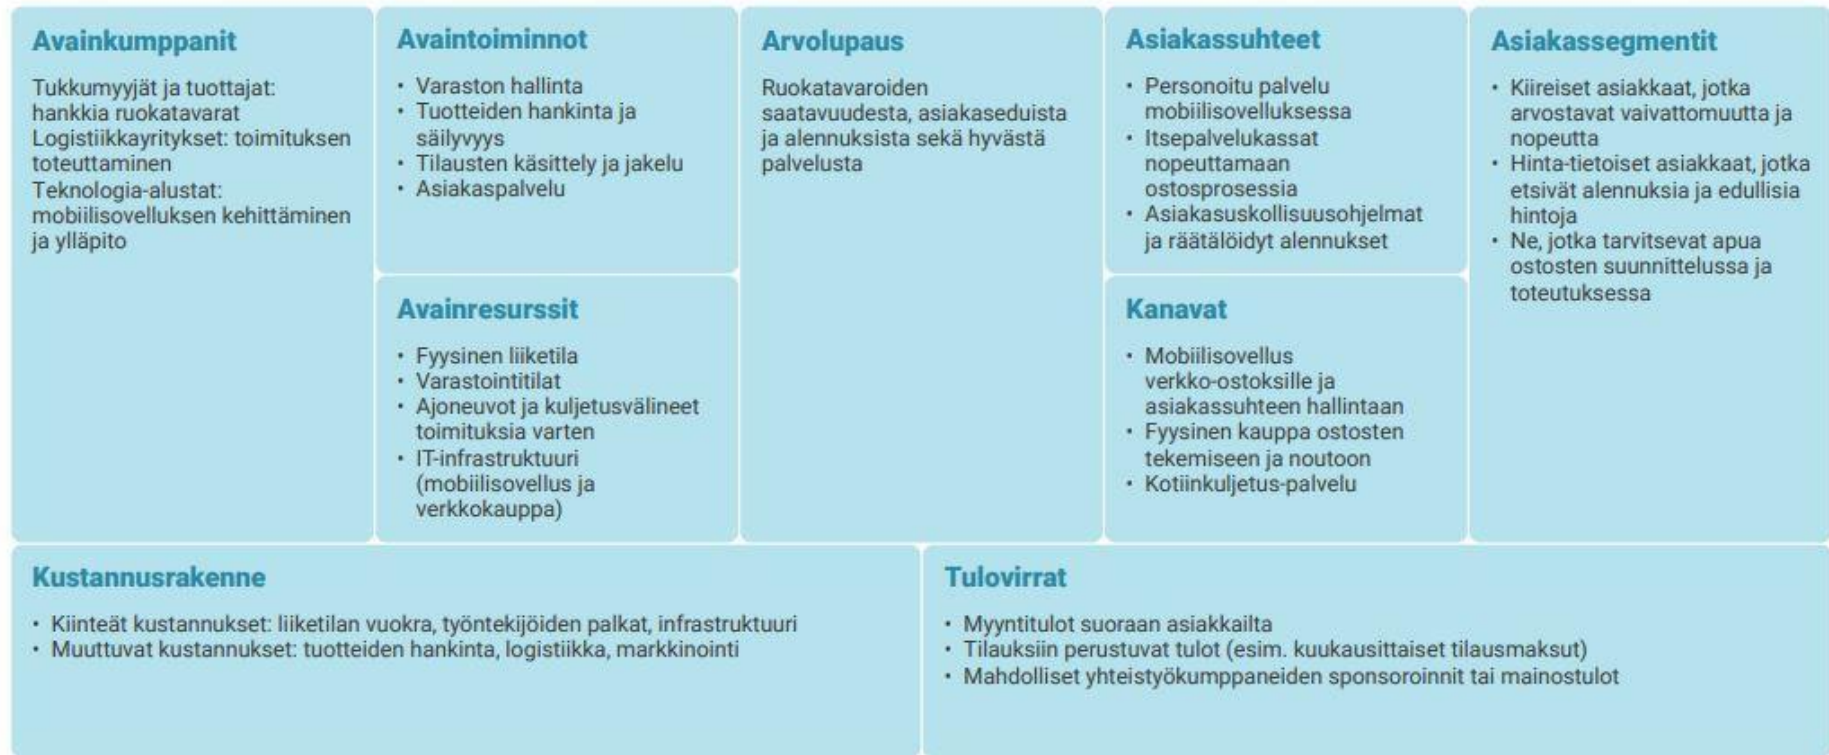 Avainkumppanit
Tukkumyyjät ja tuottajat:
hankkia ruokatavarat
Logistiikkayritykset: toimituksen
toteuttaminen
Teknologia-alustat:
mobiilisovelluksen kehittäminen
ja ylläpito
Avaintoiminnot
• Varaston hallinta
• Tuotteiden hankinta ja
säilyvyys
• Tilausten käsittely ja jakelu
• Asiakaspalvelu
Avainresurssit
• Fyysinen liiketila
• Varastointitilat
• Ajoneuvot ja kuljetusvälineet
toimituksia varten
• IT-infrastruktuuri
(mobiilisovellus ja
verkkokauppa)
Arvolupaus
Ruokatavaroiden
saatavuudesta, asiakaseduista
ja alennuksista sekä hyvästä
palvelusta
Asiakassuhteet
• Personoitu palvelu
mobiilisovelluksessa
• Itsepalvelukassat
nopeuttamaan
ostosprosessia
• Asiakasuskollisuusohjelmat
ja räätälöidyt alennukset
Kanavat
• Mobiilisovellus
verkko-ostoksille ja
asiakassuhteen hallintaan
• Fyysinen kauppa ostosten
tekemiseen ja noutoon
• Kotiinkuljetus-palvelu
Asiakassegmentit
• Kiireiset asiakkaat, jotka
arvostavat vaivattomuutta ja
nopeutta
• Hinta-tietoiset asiakkaat, jotka
etsivät alennuksia ja edullisia
hintoja
• Ne, jotka tarvitsevat apua
ostosten suunnittelussa ja
toteutuksessa
Kustannusrakenne
• Kiinteät kustannukset: liiketilan vuokra, työntekijöiden palkat, infrastruktuuri
• Muuttuvat kustannukset: tuotteiden hankinta, logistiikka, markkinointi
Tulovirrat
• Myyntitulot suoraan asiakkailta
• Tilauksiin perustuvat tulot (esim. kuukausittaiset tilausmaksut)
• Mahdolliset yhteistyökumppaneiden sponsoroinnit tai mainostulot